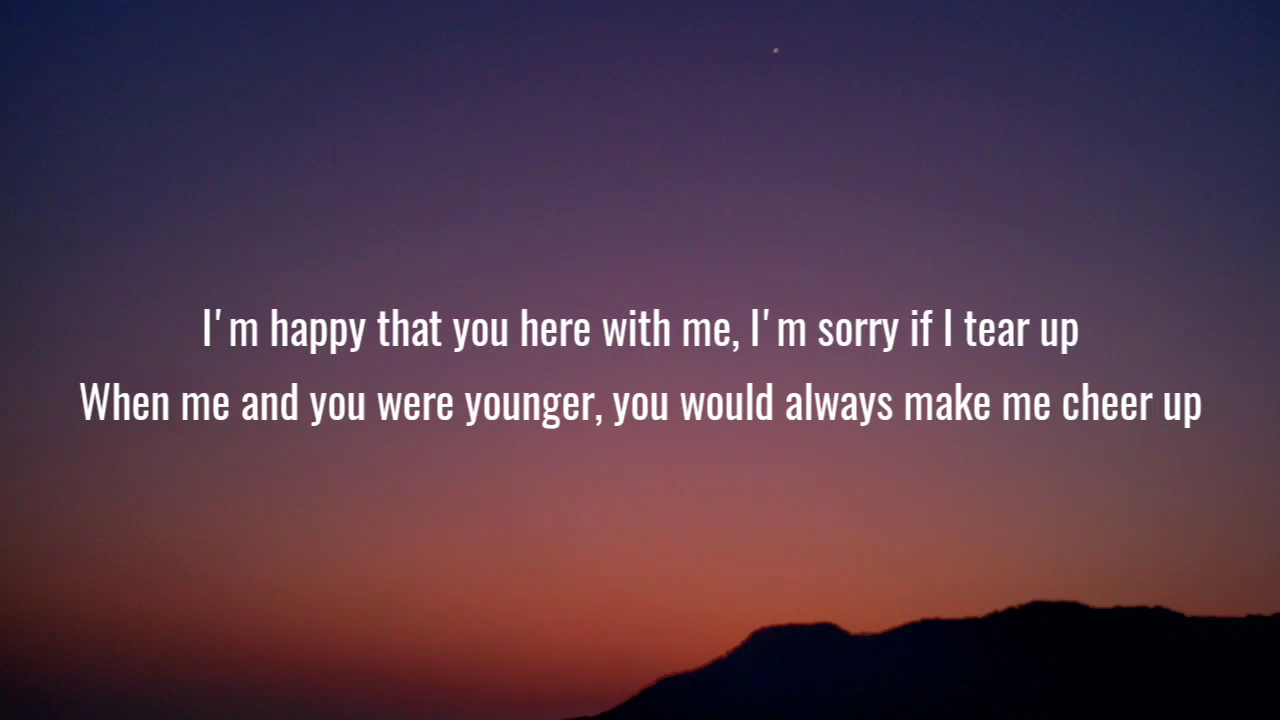 I'm happy that you here with me, I'm sorry if I tear up
When me and you were younger, you would always make me cheer up